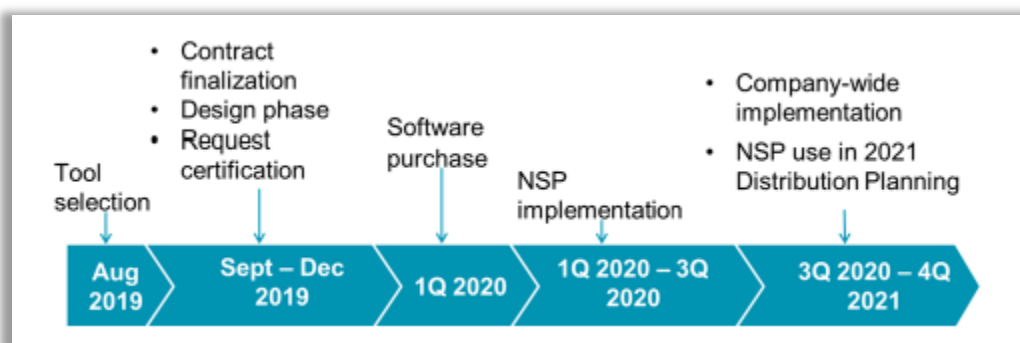 Tool
selection
• Contract
finalization
• Design phase
• Request
certification
Software
purchase
NSP
implementation
• Company-wide
implementation
• NSP use in 2021
Distribution Planning
Aug
2019
Sept – Dec
2019
1Q 2020
1Q 2020 – 3Q
2020
3Q 2020 – 4Q
2021